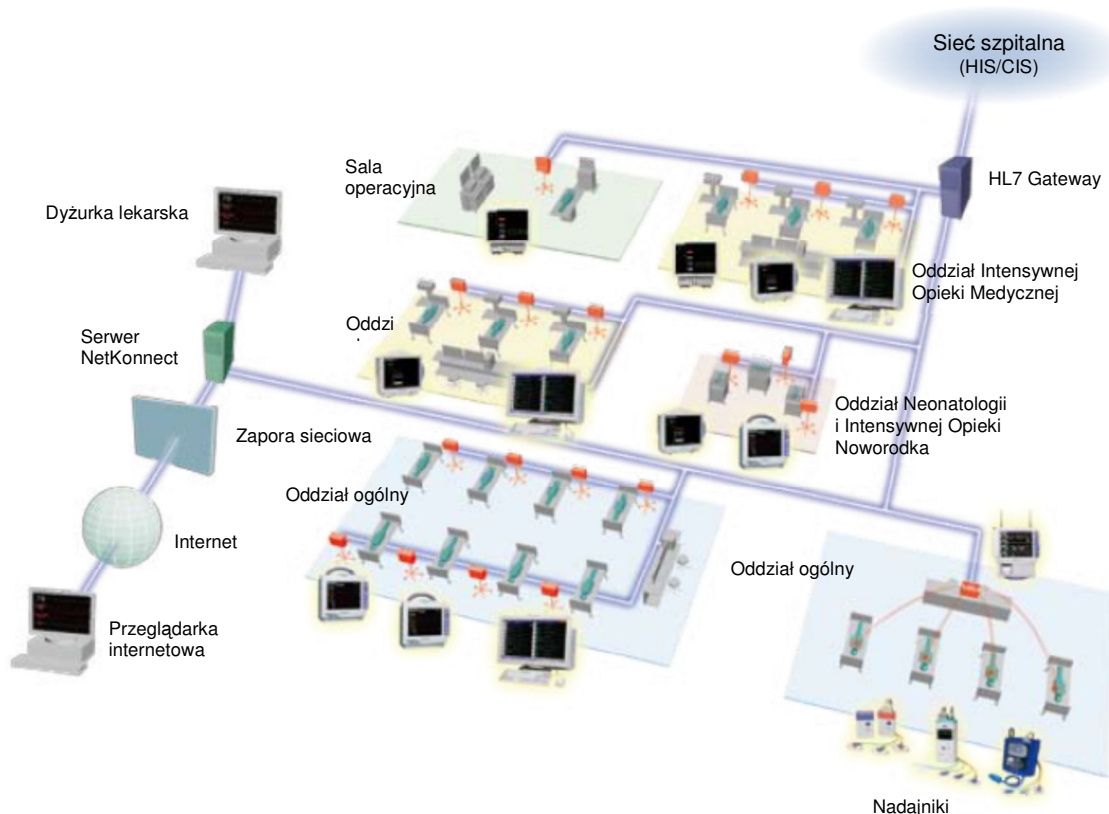 Sieć szpitalna
(HIS/CIS)
Sala
operacyjna
HL7 Gateway
Dyżurka lekarska
Oddział Intensywnej
Opieki Medycznej
Serwer
NetKonnect
Oddzi
Oddział Neonatologii
i Intensywnej Opieki
Noworodka
Zapora sieciowa
Oddział ogólny
Internet
Oddział ogólny
Przeglądarka
internetowa
Nadajniki